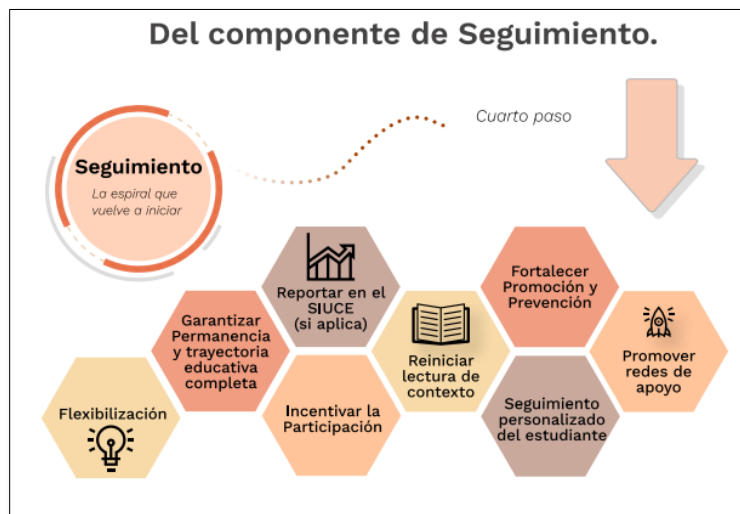 Del componente de Seguimiento.
Cuarto paso
Seguimiento
La espiral que
vuelve a iniciar
Reportar en el
SIUCE
(si aplica)
Fortalecer
Promoción y
Prevención
Garantizar
Permanencia
y trayectoria
educativa
completa
Reiniciar
lectura de
contexto
Promover
redes de
apoyo
Flexibilización
Incentivar la
Participación
Seguimiento
personalizado
del estudiante